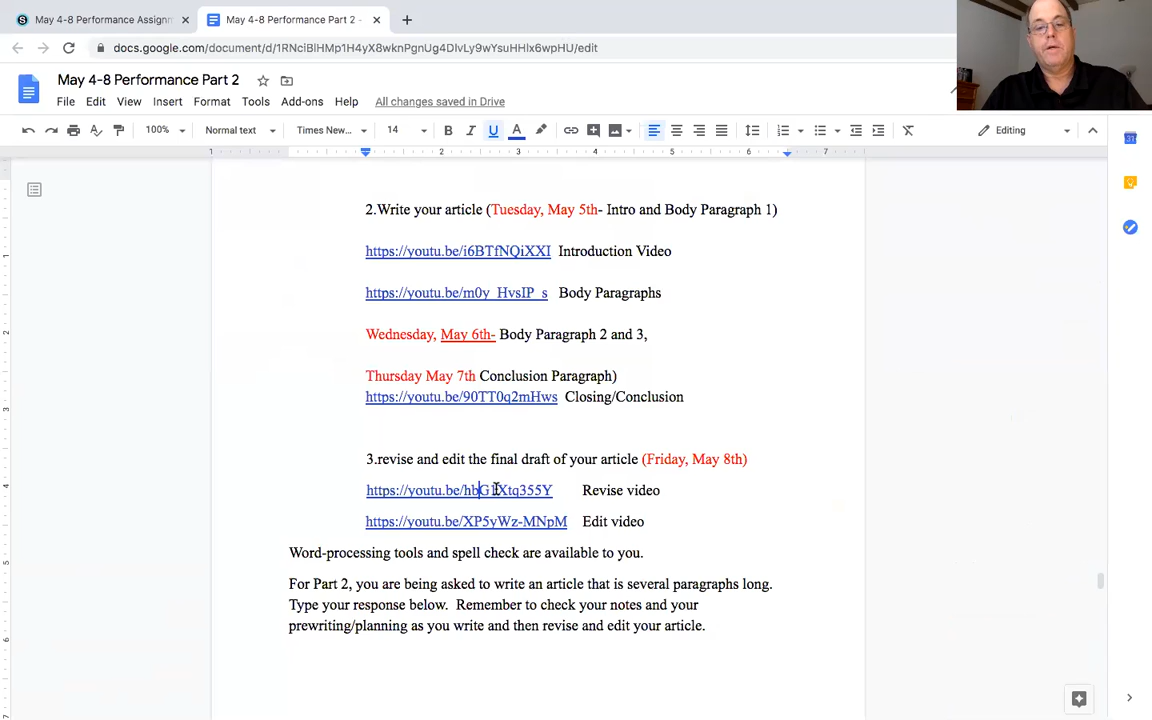 May 4-8 Performance Assignm
May 4-8 Performance Part 2 -
docs.google.com/document/d/1RNciBlHMp1H4yX8wknPgnUg4DlvLy9wYsuHHlx6wpHU/edit
May 4-8 Performance Part 2
File Edit View Insert Format Tools Add-ons Help All changes saved in Drive
100% Normal text Times New... 14 B I U A Editing
1 1 2 3 4 5 6 7
2.Write your article (Tuesday, May 5th- Intro and Body Paragraph 1)
https://youtu.be/i6BTfNQiXXI Introduction Video
https://youtu.be/m0y_HvsIP_s Body Paragraphs
Wednesday, May 6th- Body Paragraph 2 and 3,
Thursday May 7th Conclusion Paragraph)
https://youtu.be/90TT0q2mHws Closing/Conclusion
3.revise and edit the final draft of your article (Friday, May 8th)
Revise video
https://youtu.be/XP5yWz-MNpM Edit video
Word-processing tools and spell check are available to you.
For Part 2, you are being asked to write an article that is several paragraphs long.
Type your response below. Remember to check your notes and your
prewriting/planning as you write and then revise and edit your article.